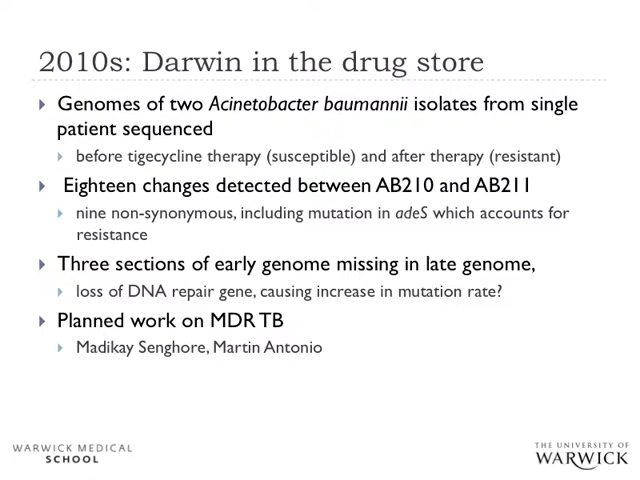 2010s: Darwin in the drug store
Genomes of two Acinetobacter baumannii isolates from single
patient sequenced
before tigecycline therapy (susceptible) and after therapy (resistant)
Eighteen changes detected between AB210 and AB211
nine non-synonymous, including mutation in adeS which accounts for
resistance
Three sections of early genome missing in late genome,
loss of DNA repair gene, causing increase in mutation rate?
Planned work on MDR TB
Madikay Senghore, Martin Antonio
WARWICK MEDICAL
SCHOOL
THE UNIVERSITY OF
WARWICK